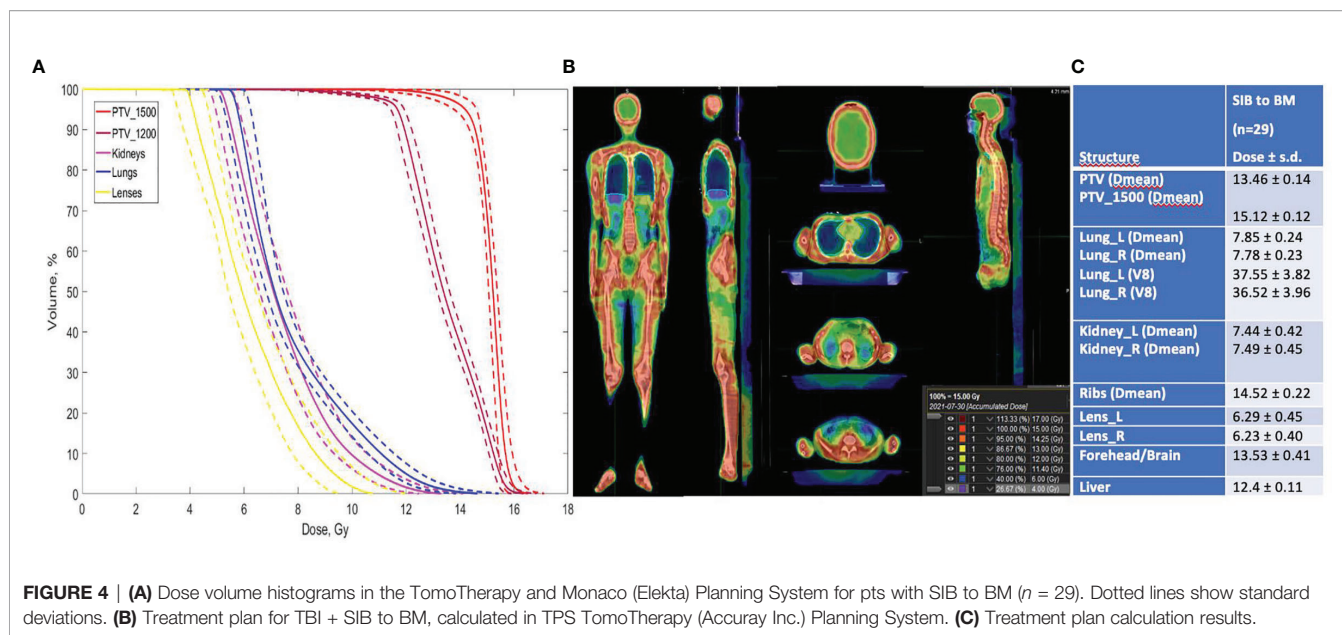 A
B
C
100
90
80
70
60
50
40
30
20
10
0
Volume, %
0 2 4 6 8 10 12 14 16 18
Dose, Gy
PTV_1500
PTV_1200
Kidneys
Lungs
Lenses
100% = 15.00 Gy
2021-07-30 [Accumulated Dose]
1 113.33 (%) 17.00 (Gy)
1 100.00 (%) 15.00 (Gy)
1 95.00 (%) 14.25 (Gy)
1 86.67 (%) 13.00 (Gy)
1 80.00 (%) 12.00 (Gy)
1 76.00 (%) 11.40 (Gy)
1 40.00 (%) 6.00 (Gy)
1 26.67 (%) 4.00 (Gy)
SIB to BM
(n=29)
Structure Dose ± s.d.
PTV (Dmean) 13.46 ± 0.14
PTV_1500 (Dmean)
15.12 ± 0.12
Lung_L (Dmean) 7.85 ± 0.24
Lung_R (Dmean) 7.78 ± 0.23
Lung_L (V8) 37.55 ± 3.82
Lung_R (V8) 36.52 ± 3.96
Kidney_L (Dmean) 7.44 ± 0.42
Kidney_R (Dmean) 7.49 ± 0.45
Ribs (Dmean) 14.52 ± 0.22
Lens_L 6.29 ± 0.45
Lens_R 6.23 ± 0.40
Forehead/Brain 13.53 ± 0.41
Liver 12.4 ± 0.11
FIGURE 4 | (A) Dose volume histograms in the TomoTherapy and Monaco (Elekta) Planning System for pts with SIB to BM (n = 29). Dotted lines show standard
deviations. (B) Treatment plan for TBI + SIB to BM, calculated in TPS TomoTherapy (Accuray Inc.) Planning System. (C) Treatment plan calculation results.